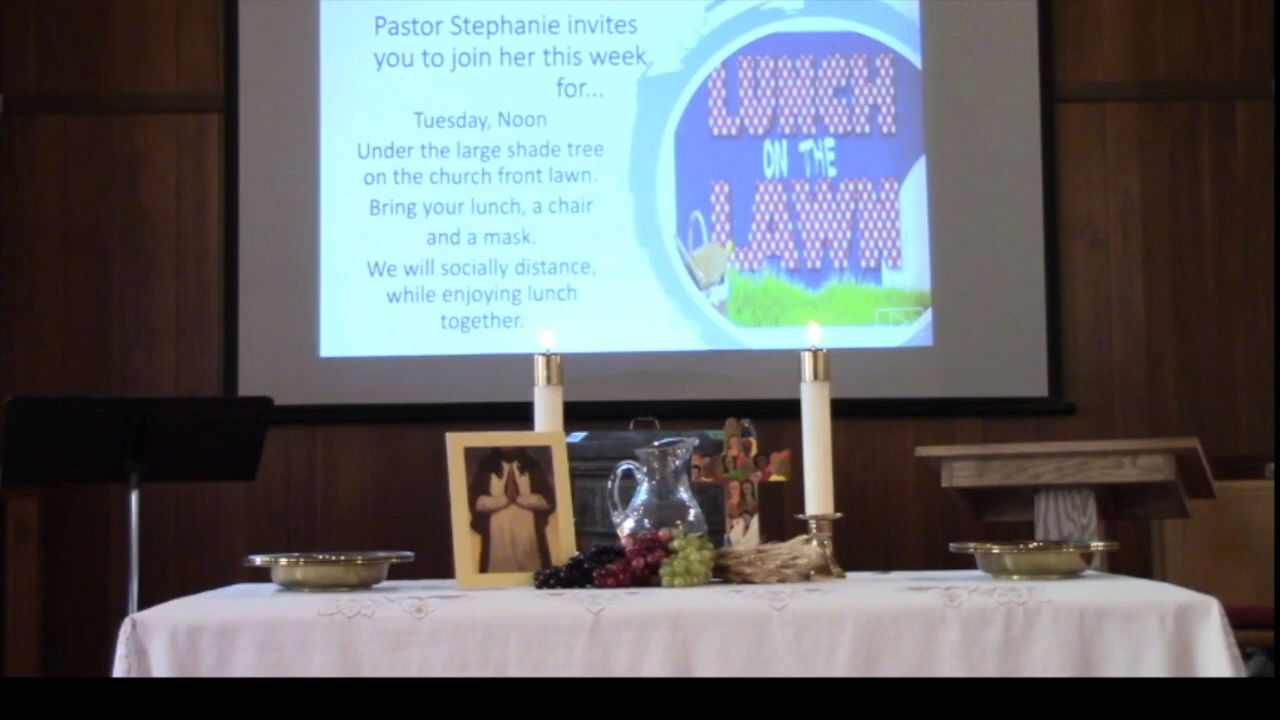 Pastor Stephanie invites
you to join her this week
for...
Tuesday, Noon
Under the large shade tree
on the church front lawn.
Bring your lunch, a chair
and a mask.
We will socially distance,
while enjoying lunch
together.
LUNCH
ON THE
LAWN